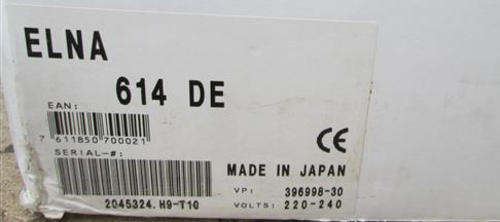 ELNA
614 DE
EAN:
7 611850 700021
SERIAL-#:
CE
MADE IN JAPAN
2045324.H9-T10
VP: 396998-30
VOLTS: 220-240